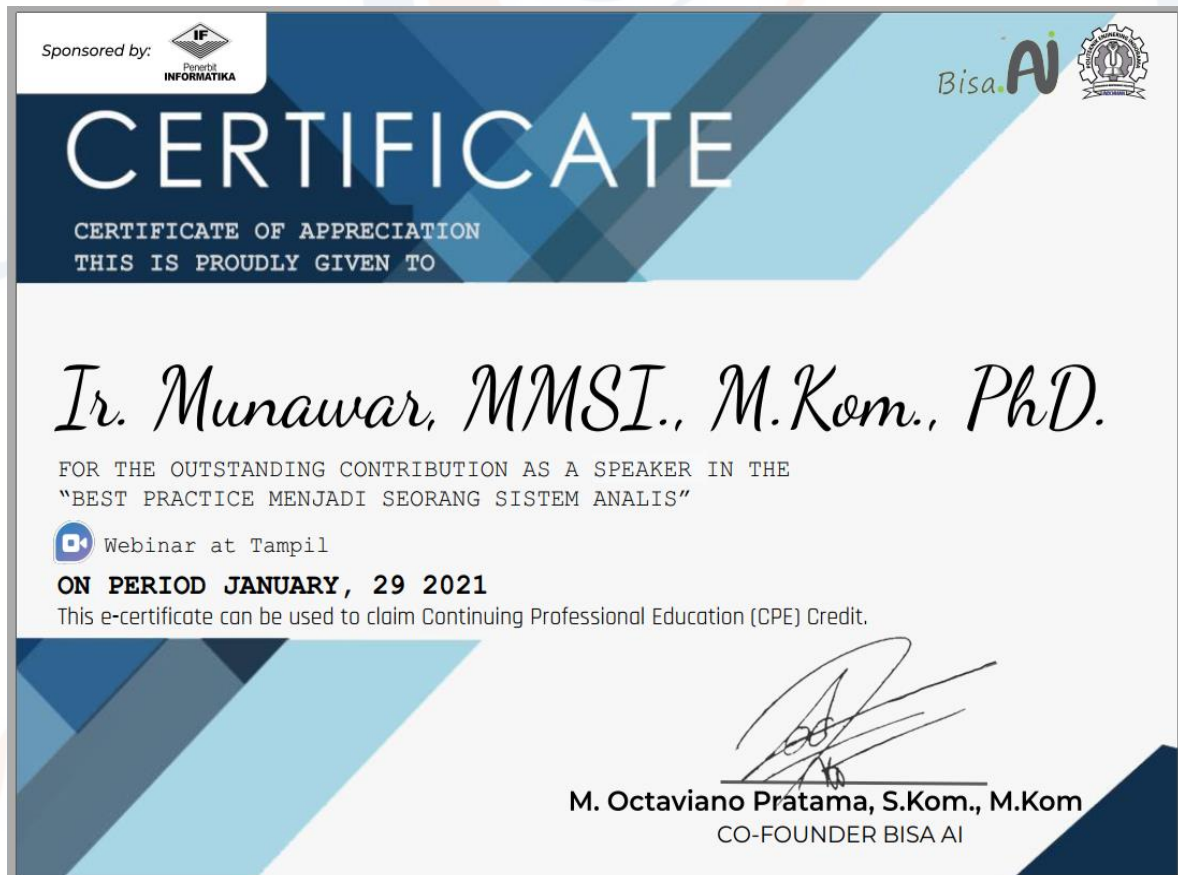 Sponsored by:
IF
Penerbit
INFORMATIKA
Bisa.AI
CERTIFICATE
CERTIFICATE OF APPRECIATION
THIS IS PROUDLY GIVEN TO
Ir. Munawar, MMSI., M.Kom., PhD.
FOR THE OUTSTANDING CONTRIBUTION AS A SPEAKER IN THE
“BEST PRACTICE MENJADI SEORANG SISTEM ANALIS”
Webinar at Tampil
ON PERIOD JANUARY, 29 2021
This e-certificate can be used to claim Continuing Professional Education (CPE) Credit.
M. Octaviano Pratama, S.Kom., M.Kom
CO-FOUNDER BISA AI